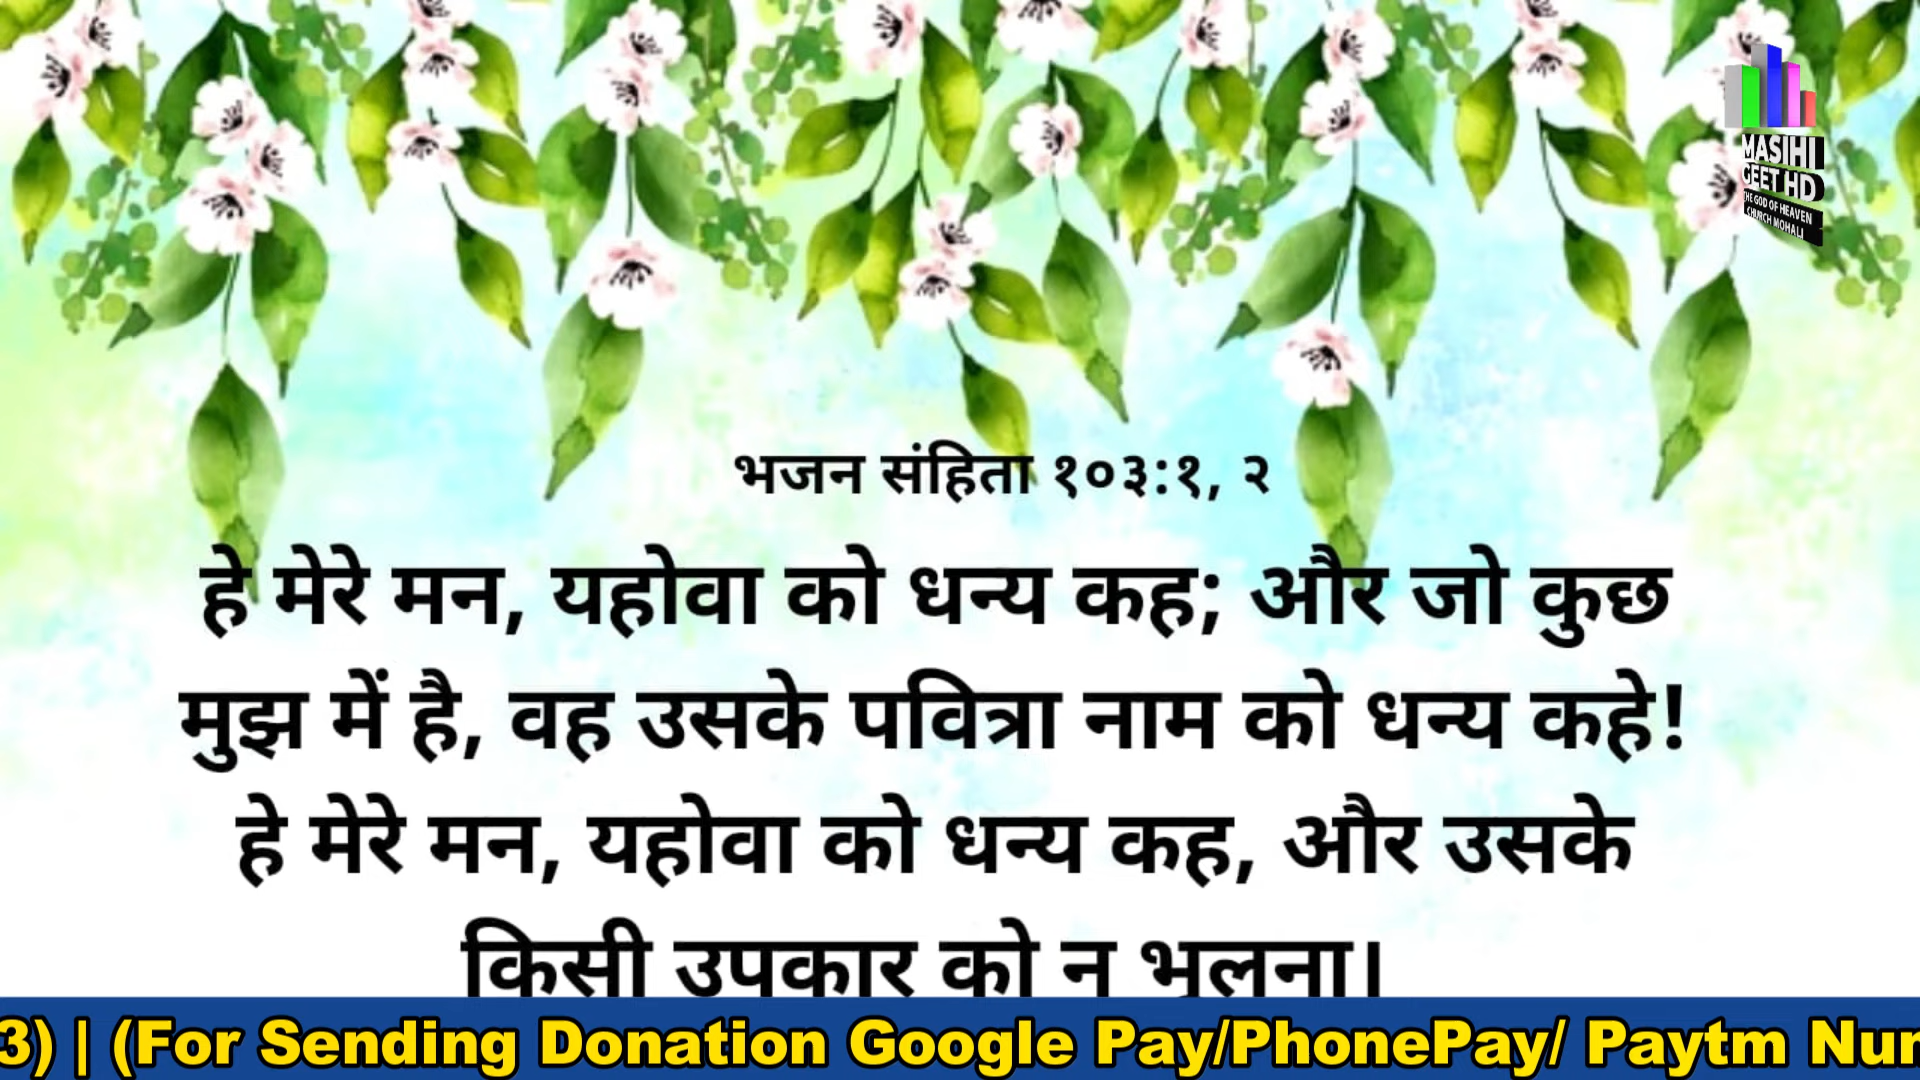 MASIHI
GEET HD
THE GOD OF HEAVEN
CHURCH MOHALI
भजन संहिता १०३:१, २
हे मेरे मन, यहोवा को धन्य कह; और जो कुछ
मुझ में है, वह उसके पवित्रा नाम को धन्य कहे!
हे मेरे मन, यहोवा को धन्य कह, और उसके
किसी उपकार को न भूलना।
3) | (For Sending Donation Google Pay/PhonePay/ Paytm